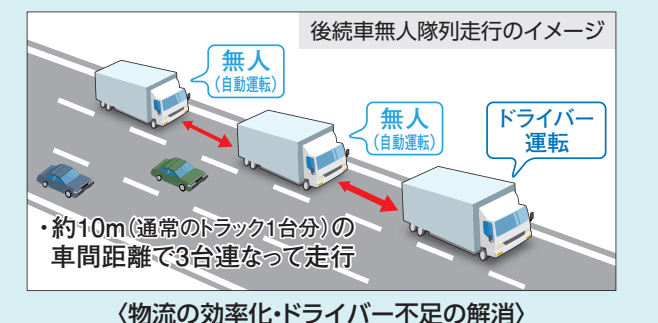 後続車無人隊列走行のイメージ
無人
(自動運転)
無人
(自動運転)
ドライバー
運転
・約10m(通常のトラック1台分)の
車間距離で3台連なって走行
〈物流の効率化・ドライバー不足の解消〉